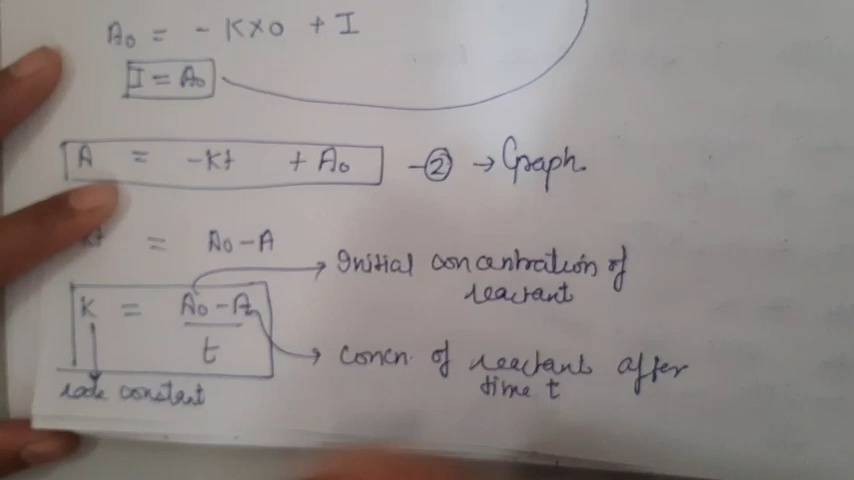 A₀ = - K×0 + I
I = A₀
A = -Kt + A₀ -② → Graph
Kt = A₀-A
K = A₀-A / t
Initial concentration of reactant
Concn. of reactant after time t
rate constant